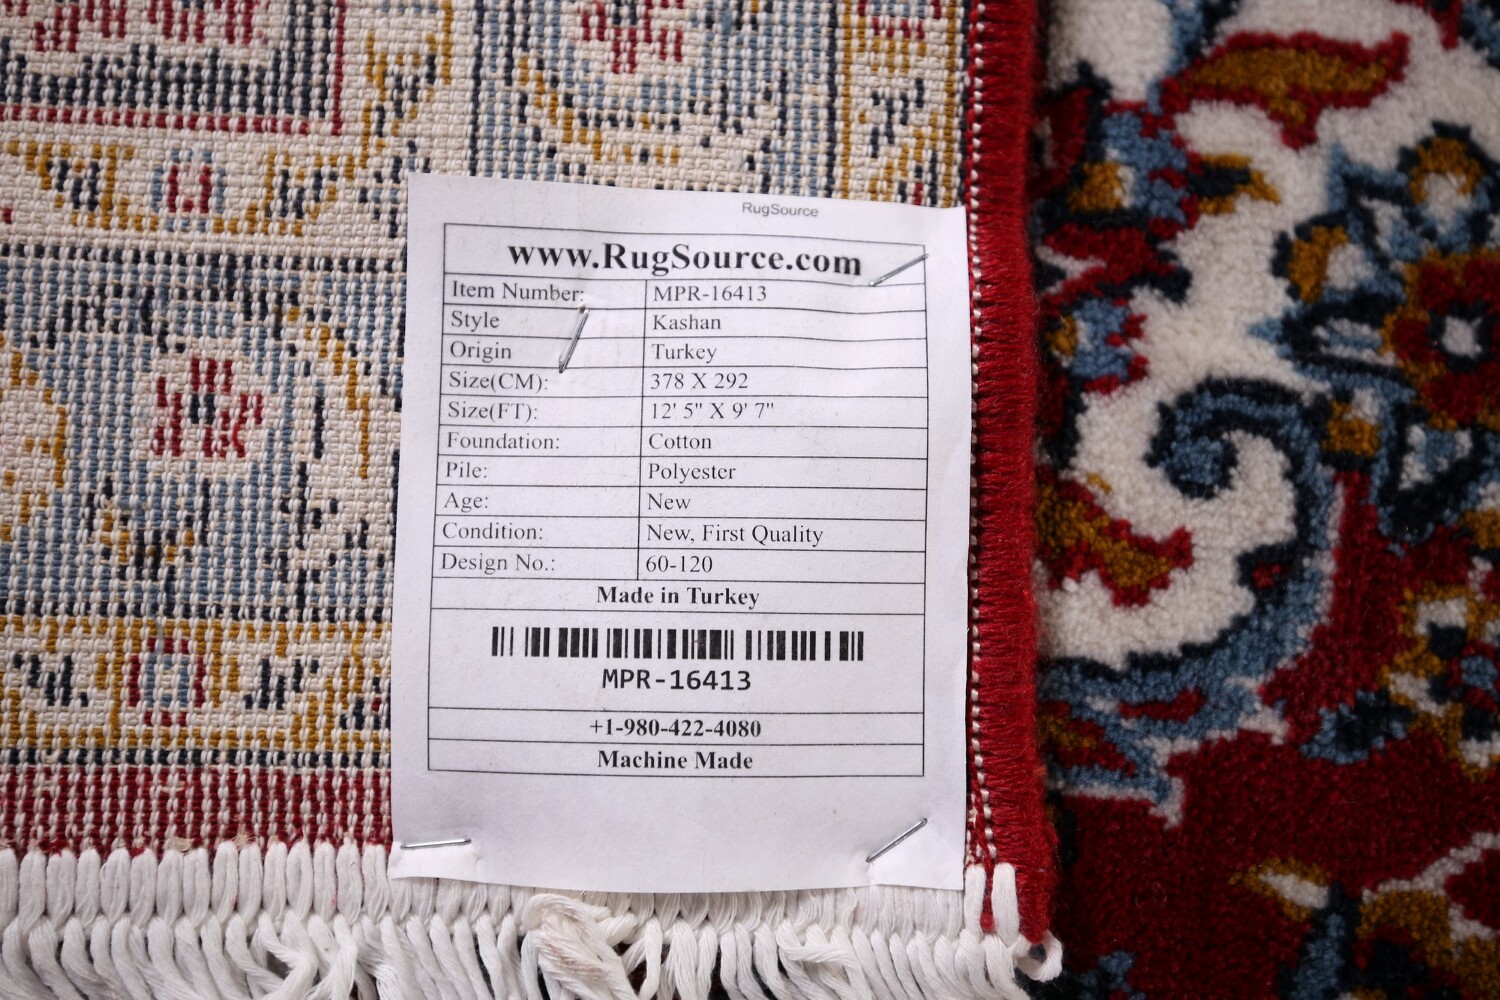 RugSource
www.RugSource.com
Item Number: MPR-16413
Style Kashan
Origin Turkey
Size(CM): 378 X 292
Size(FT): 12' 5" X 9' 7"
Foundation: Cotton
Pile: Polyester
Age: New
Condition: New, First Quality
Design No.: 60-120
Made in Turkey
MPR-16413
+1-980-422-4080
Machine Made